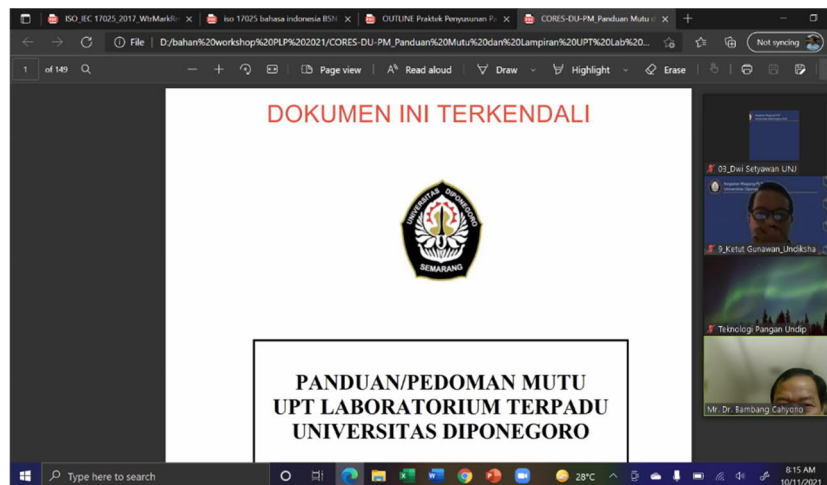 ISO_IEC 17025_2017_WtrMarkRe
iso 17025 bahasa indonesia BSN
OUTLINE Praktek Penyusunan Pa
CORES-DU-PM_Panduan Mutu d
File
D:/bahan%20workshop%20PLP%202021/CORES-DU-PM_Panduan%20Mutu%20dan%20Lampiran%20UPT%20Lab%20...
Not syncing
1 of 149
Page view
Read aloud
Draw
Highlight
Erase
DOKUMEN INI TERKENDALI
UNIVERSITAS DIPONEGORO
SEMARANG
PANDUAN/PEDOMAN MUTU
UPT LABORATORIUM TERPADU
UNIVERSITAS DIPONEGORO
03_Dwi Setyawan UNJ
9_Ketut Gunawan_Undiksha
Teknologi Pangan Undip
Mr. Dr. Bambang Cahyono
Type here to search
28°C
8:15 AM
10/11/2021